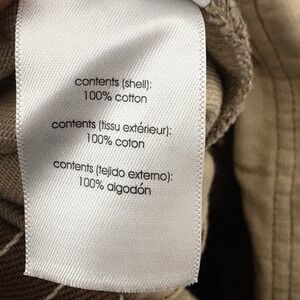 contents (shell):
100% cotton
contents (tissu extérieur):
100% coton
contents (tejido externo):
100% algodón